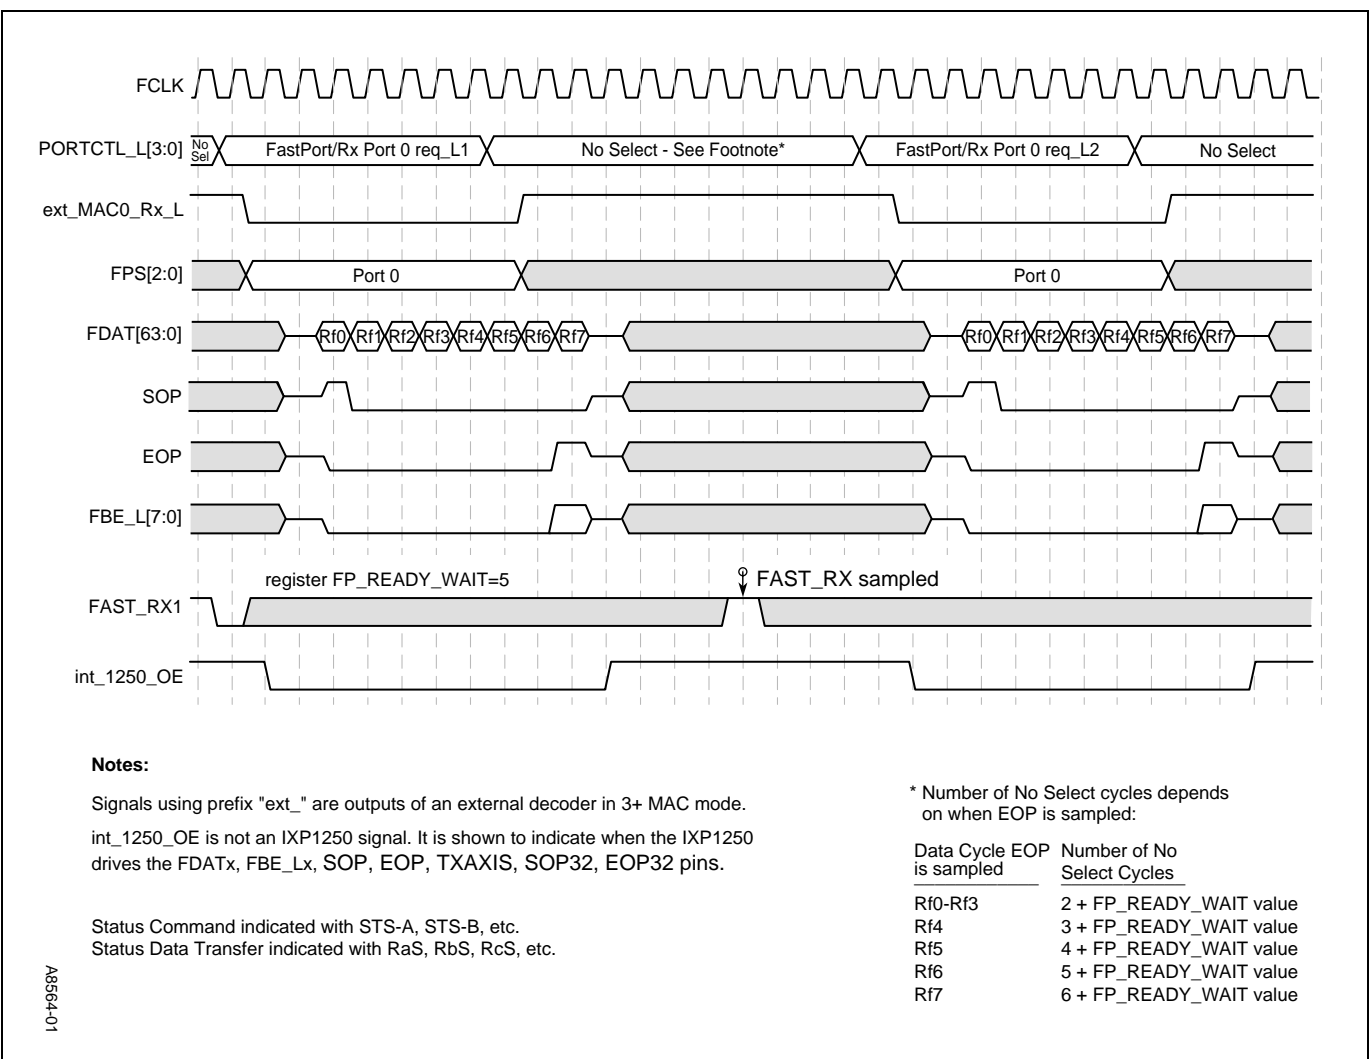 FCLK
PORTCTL_L[3:0]
No
Sel
FastPort/Rx Port 0 req_L1
No Select - See Footnote*
FastPort/Rx Port 0 req_L2
No Select
ext_MAC0_Rx_L
FPS[2:0]
Port 0
Port 0
FDAT[63:0]
Rf0 Rf1 Rf2 Rf3 Rf4 Rf5 Rf6 Rf7
Rf0 Rf1 Rf2 Rf3 Rf4 Rf5 Rf6 Rf7
SOP
EOP
FBE_L[7:0]
register FP_READY_WAIT=5
FAST_RX sampled
FAST_RX1
int_1250_OE
Notes:
Signals using prefix "ext_" are outputs of an external decoder in 3+ MAC mode.
int_1250_OE is not an IXP1250 signal. It is shown to indicate when the IXP1250
drives the FDATx, FBE_Lx, SOP, EOP, TXAXIS, SOP32, EOP32 pins.
Status Command indicated with STS-A, STS-B, etc.
Status Data Transfer indicated with RaS, RbS, RcS, etc.
* Number of No Select cycles depends
on when EOP is sampled:
Data Cycle EOP
is sampled
Number of No
Select Cycles
Rf0-Rf3 2 + FP_READY_WAIT value
Rf4 3 + FP_READY_WAIT value
Rf5 4 + FP_READY_WAIT value
Rf6 5 + FP_READY_WAIT value
Rf7 6 + FP_READY_WAIT value
A8564-01